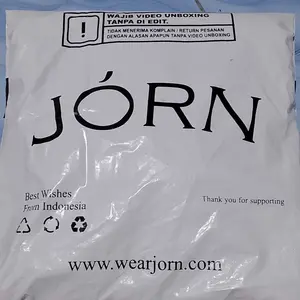 WAJIB VIDEO UNBOXING
TANPA DI EDIT.
TIDAK MENERIMA KOMPLAIN / RETURN PESANAN
DENGAN ALASAN APAPUN TANPA VIDEO UNBOXING
JÓRN
Best Wishes
From Indonesia
Thank you for supporting
www.wearjorn.com